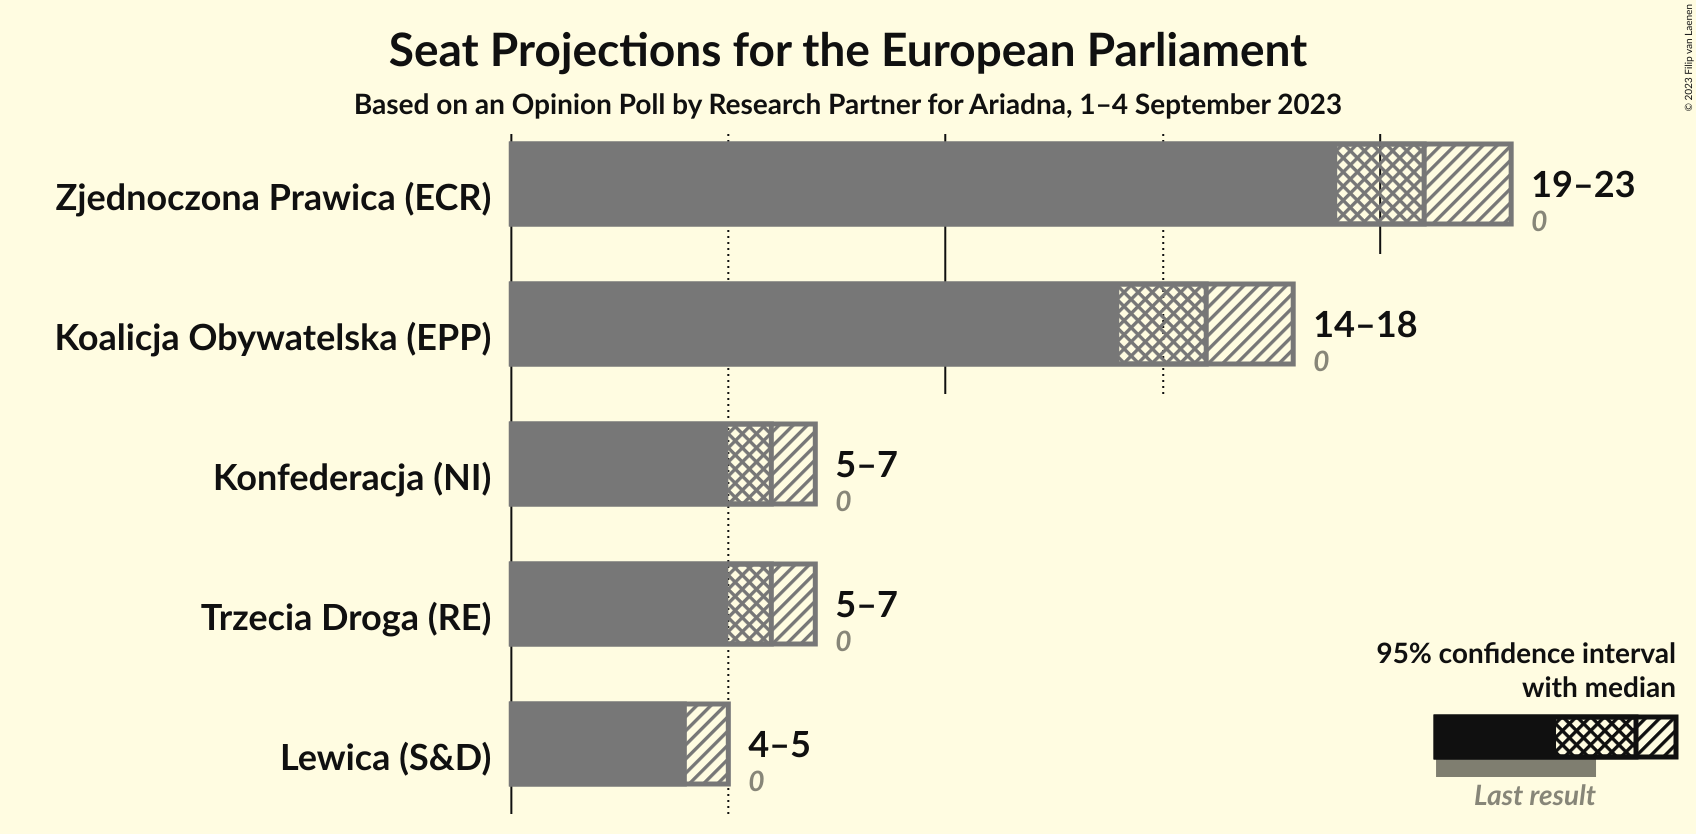 Seat Projections for the European Parliament
Based on an Opinion Poll by Research Partner for Ariadna, 1–4 September 2023
© 2023 Filip van Laenen
Zjednoczona Prawica (ECR)
19–23
0
Koalicja Obywatelska (EPP)
14–18
0
Konfederacja (NI)
5–7
0
Trzecia Droga (RE)
5–7
0
Lewica (S&D)
4–5
0
95% confidence interval
with median
Last result